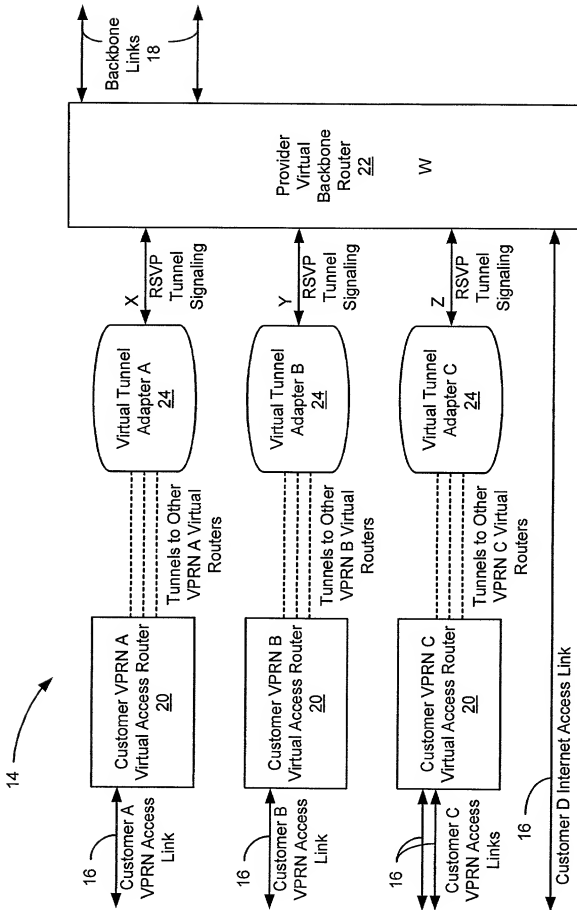 14
Backbone
Links
18
Provider
Virtual
Backbone
Router
22
W
X
RSVP
Tunnel
Signaling
Virtual Tunnel
Adapter A
24
Tunnels to Other
VPRN A Virtual
Routers
Customer VPRN A
Virtual Access Router
20
16
Customer A
VPRN Access
Link
Y
RSVP
Tunnel
Signaling
Virtual Tunnel
Adapter B
24
Tunnels to Other
VPRN B Virtual
Routers
Customer VPRN B
Virtual Access Router
20
16
Customer B
VPRN Access
Link
Z
RSVP
Tunnel
Signaling
Virtual Tunnel
Adapter C
24
Tunnels to Other
VPRN C Virtual
Routers
Customer VPRN C
Virtual Access Router
20
16
Customer C
VPRN Access
Links
16
Customer D Internet Access Link